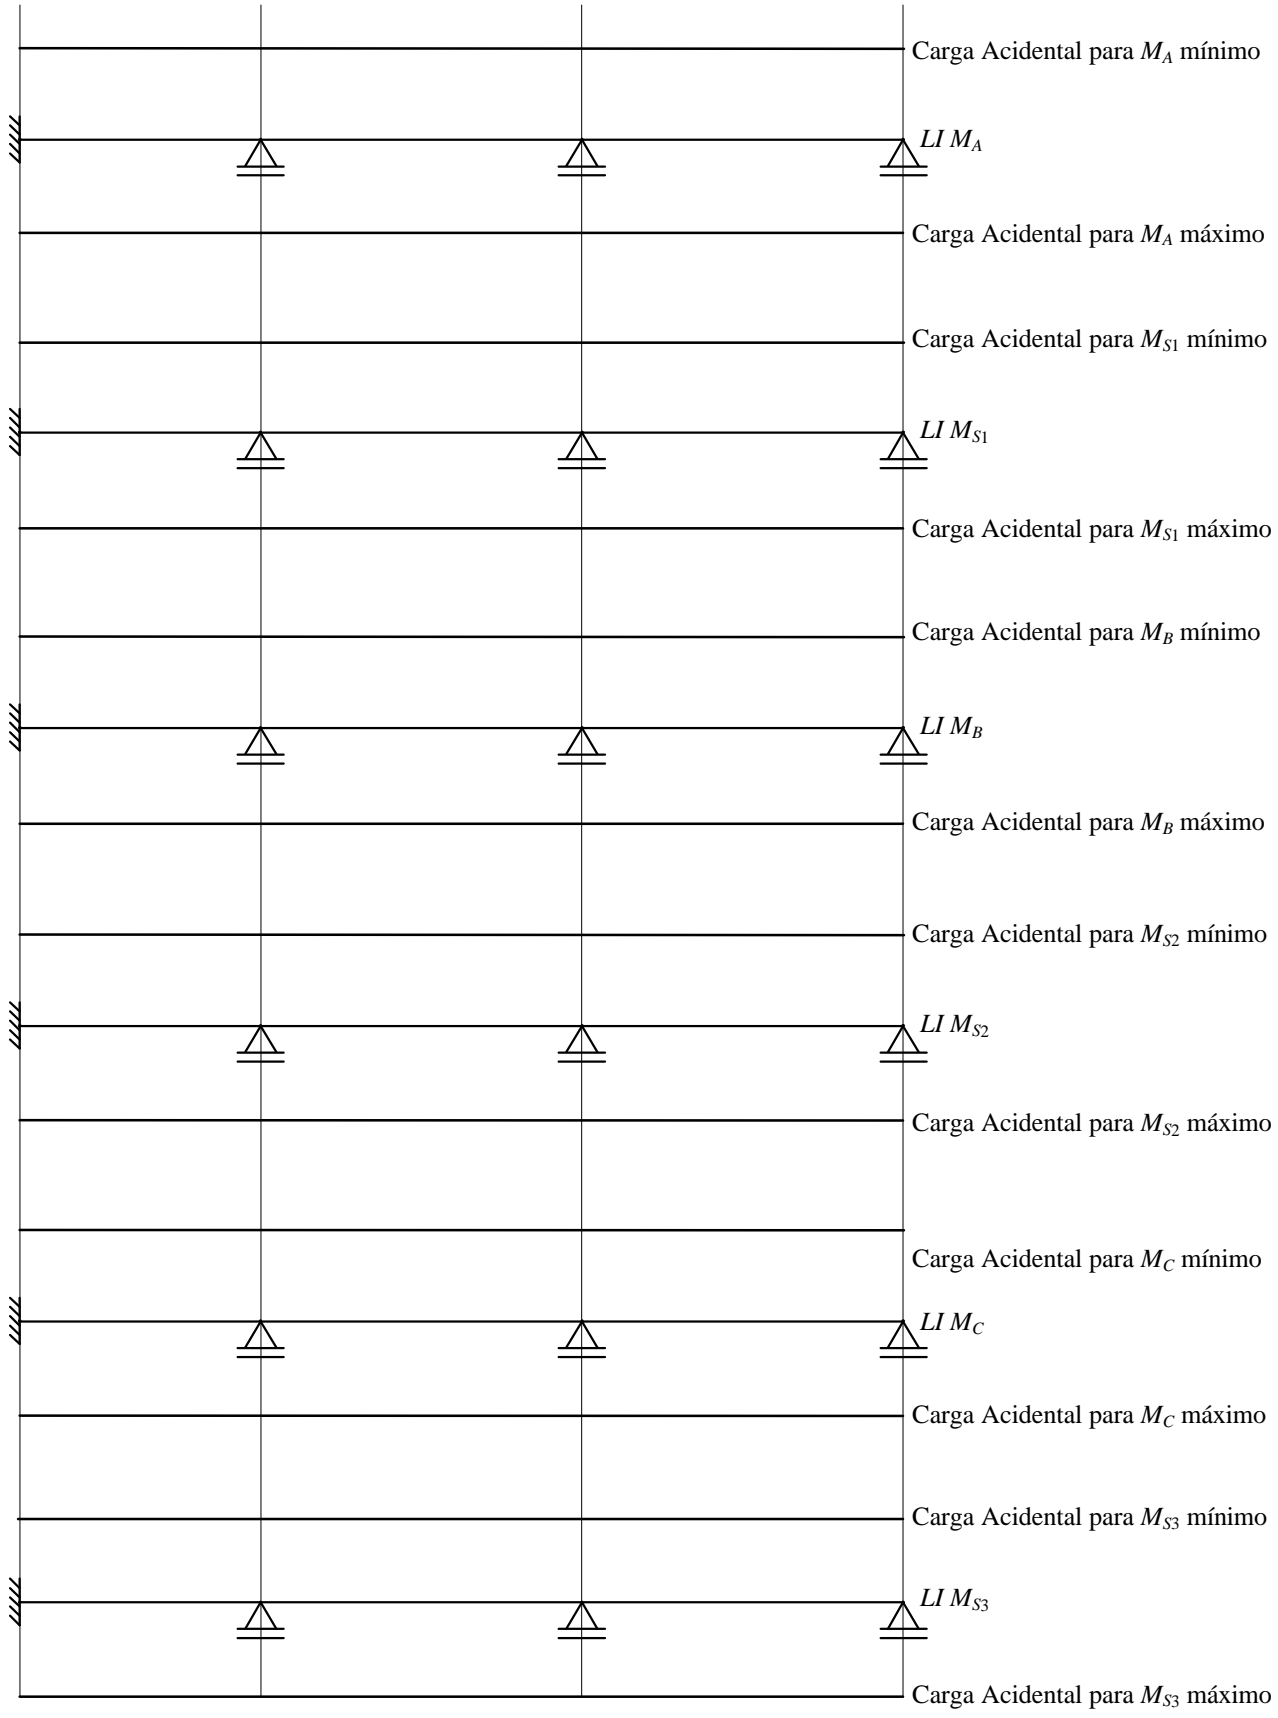 Carga Acidental para M_A mínimo
LI M_A
Carga Acidental para M_A máximo
Carga Acidental para M_S1 mínimo
LI M_S1
Carga Acidental para M_S1 máximo
Carga Acidental para M_B mínimo
LI M_B
Carga Acidental para M_B máximo
Carga Acidental para M_S2 mínimo
LI M_S2
Carga Acidental para M_S2 máximo
Carga Acidental para M_C mínimo
LI M_C
Carga Acidental para M_C máximo
Carga Acidental para M_S3 mínimo
LI M_S3
Carga Acidental para M_S3 máximo